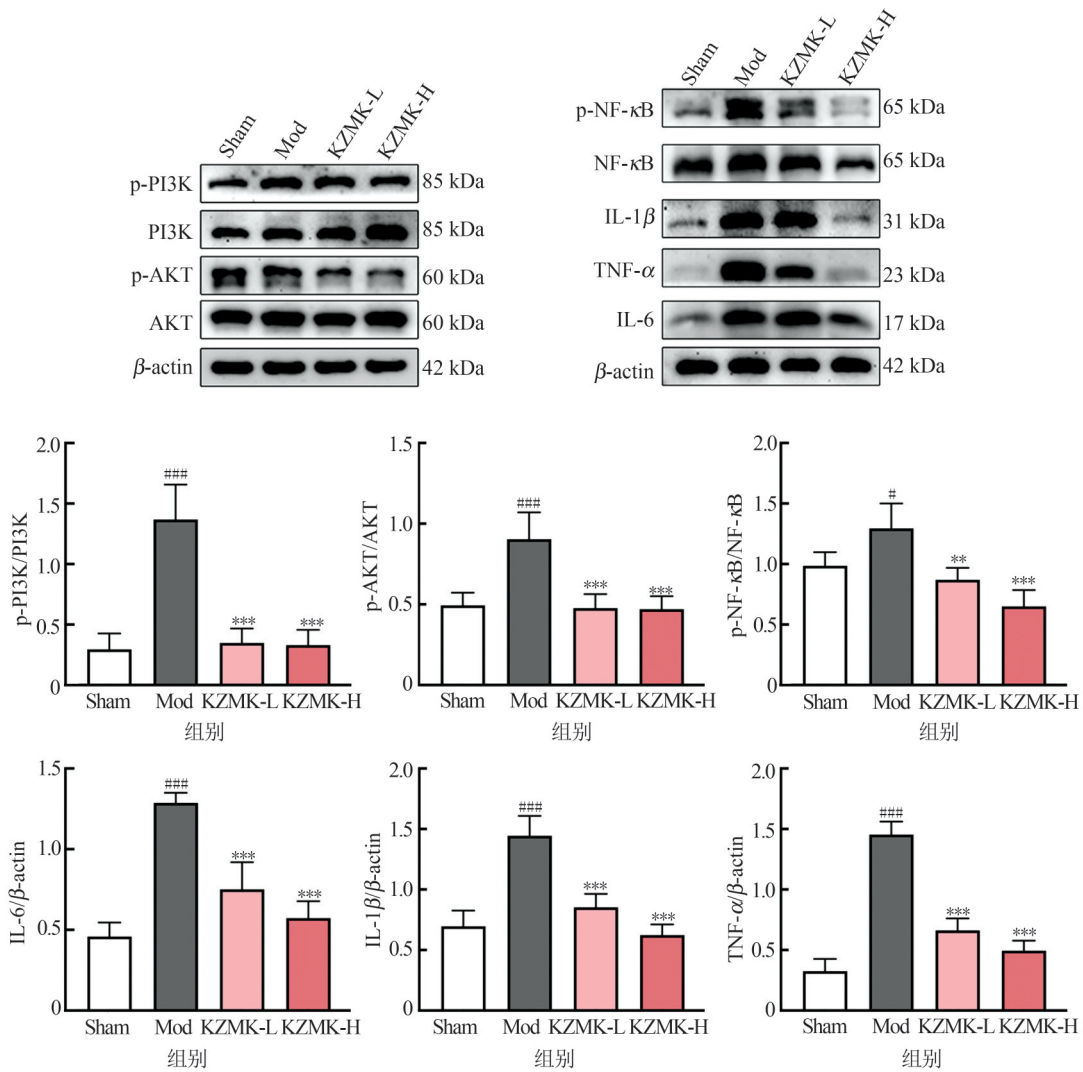 Sham Mod KZMK-L KZMK-H
p-PI3K 85 kDa
PI3K 85 kDa
p-AKT 60 kDa
AKT 60 kDa
β-actin 42 kDa
Sham Mod KZMK-L KZMK-H
p-NF-κB 65 kDa
NF-κB 65 kDa
IL-1β 31 kDa
TNF-α 23 kDa
IL-6 17 kDa
β-actin 42 kDa
p-PI3K/PI3K
2.0
1.5
1.0
0.5
0
###
***
***
Sham Mod KZMK-L KZMK-H
组别
p-AKT/AKT
1.5
1.0
0.5
0
###
***
***
Sham Mod KZMK-L KZMK-H
组别
p-NF-κB/NF-κB
2.0
1.5
1.0
0.5
0
#
**
***
Sham Mod KZMK-L KZMK-H
组别
IL-6/β-actin
1.5
1.0
0.5
0
###
***
***
Sham Mod KZMK-L KZMK-H
组别
IL-1β/β-actin
2.0
1.5
1.0
0.5
0
###
***
***
Sham Mod KZMK-L KZMK-H
组别
TNF-α/β-actin
2.0
1.5
1.0
0.5
0
###
***
***
Sham Mod KZMK-L KZMK-H
组别